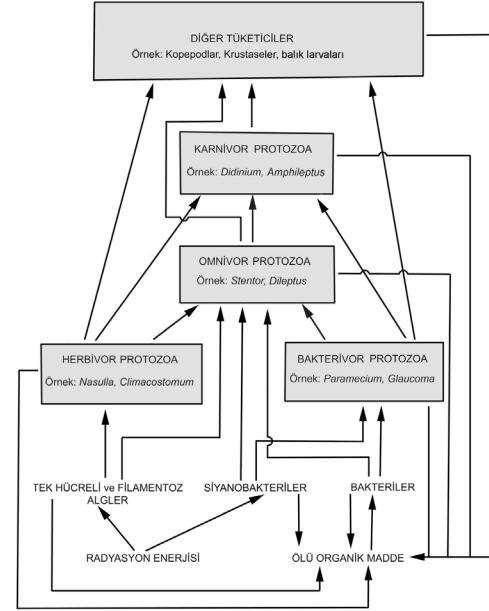 DİĞER TÜKETİCİLER
Örnek: Kopepodlar, Krustaseler, balık larvaları
KARNİVOR PROTOZOA
Örnek: Didinium, Amphileptus
OMNİVOR PROTOZOA
Örnek: Stentor, Dileptus
HERBİVOR PROTOZOA
Örnek: Nasulla, Climacostomum
BAKTERİVOR PROTOZOA
Örnek: Paramecium, Glaucoma
TEK HÜCRELİ ve FİLAMENTOZ
ALGLER
SİYANOBAKTERİLER
BAKTERİLER
RADYASYON ENERJİSİ
ÖLÜ ORGANİK MADDE